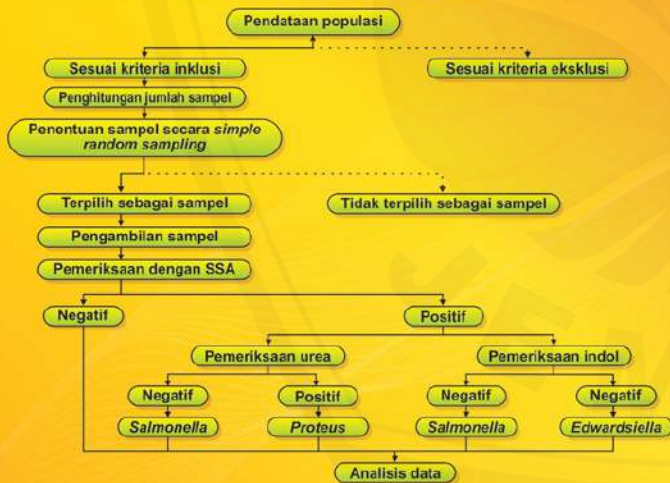 Pendataan populasi
Sesuai kriteria inklusi
Sesuai kriteria eksklusi
Penghitungan jumlah sampel
Penentuan sampel secara simple
random sampling
Terpilih sebagai sampel
Tidak terpilih sebagai sampel
Pengambilan sampel
Pemeriksaan dengan SSA
Negatif
Positif
Pemeriksaan urea
Pemeriksaan indol
Negatif
Positif
Negatif
Negatif
Salmonella
Proteus
Salmonella
Edwardsiella
Analisis data